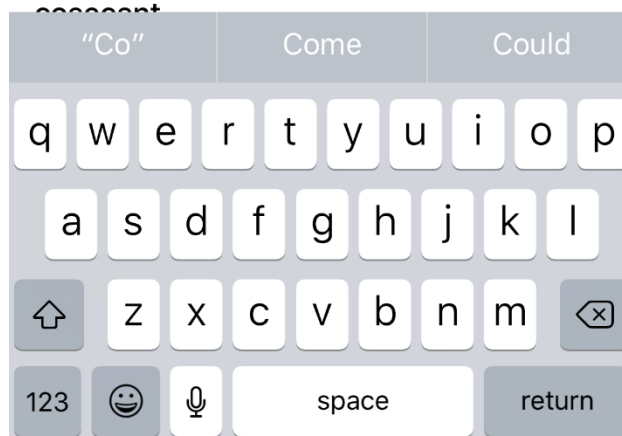 “Co” Come Could
q w e r t y u i o p
a s d f g h j k l
z x c v b n m
123 space return